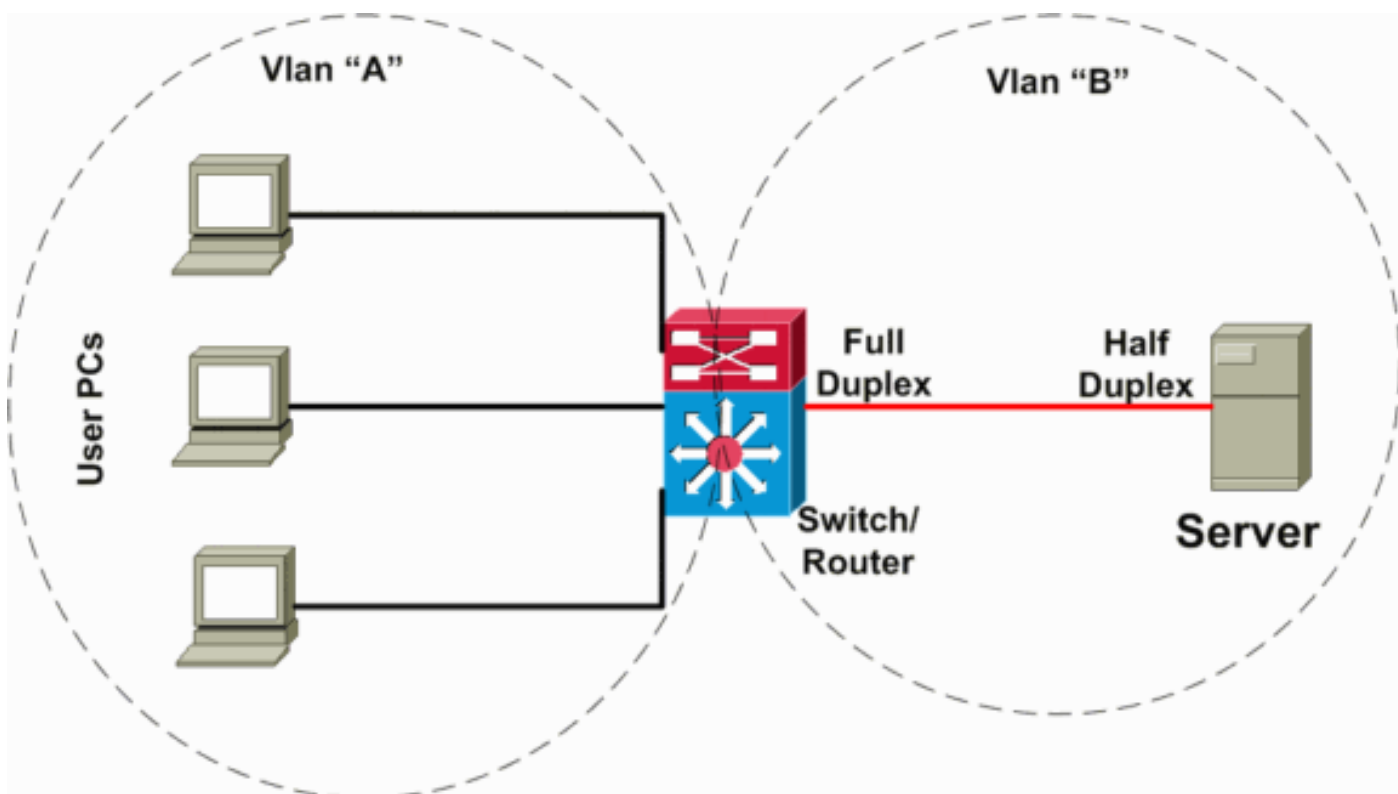 Vlan “A”
Vlan “B”
User PCs
Full
Duplex
Half
Duplex
Switch/
Router
Server